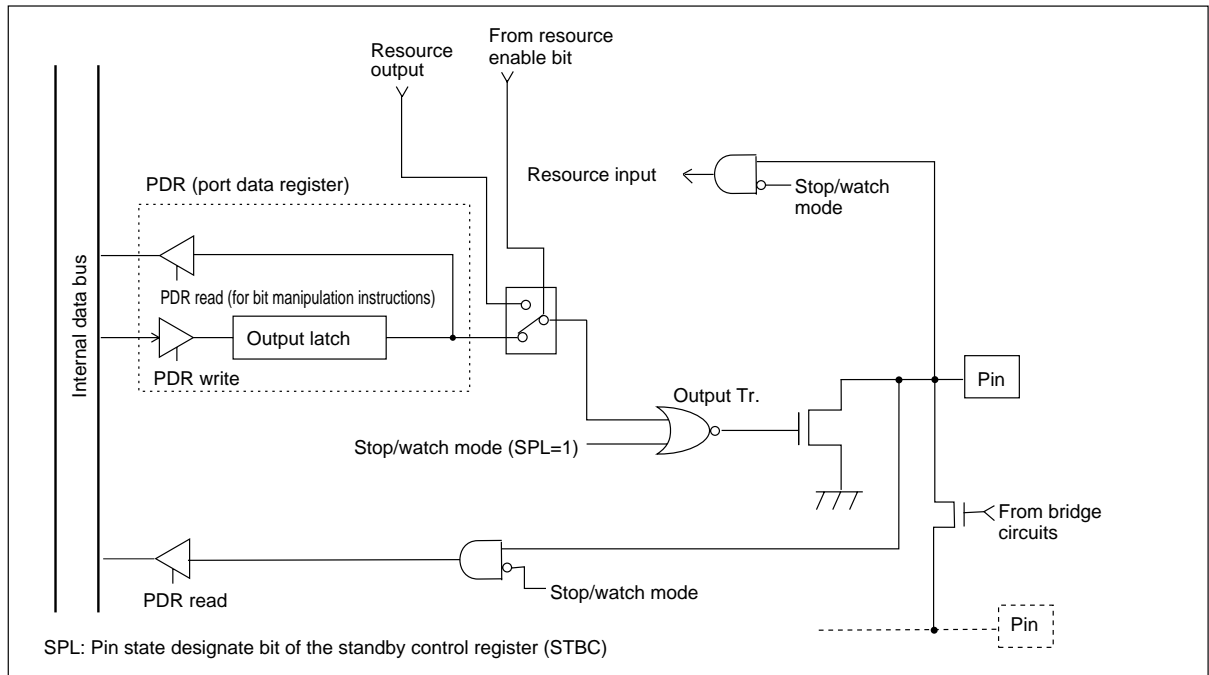 From resource
enable bit
Resource
output
Resource input
Stop/watch
mode
PDR (port data register)
Internal data bus
PDR read (for bit manipulation instructions)
Output latch
PDR write
Pin
Output Tr.
Stop/watch mode (SPL=1)
From bridge
circuits
PDR read
Stop/watch mode
Pin
SPL: Pin state designate bit of the standby control register (STBC)